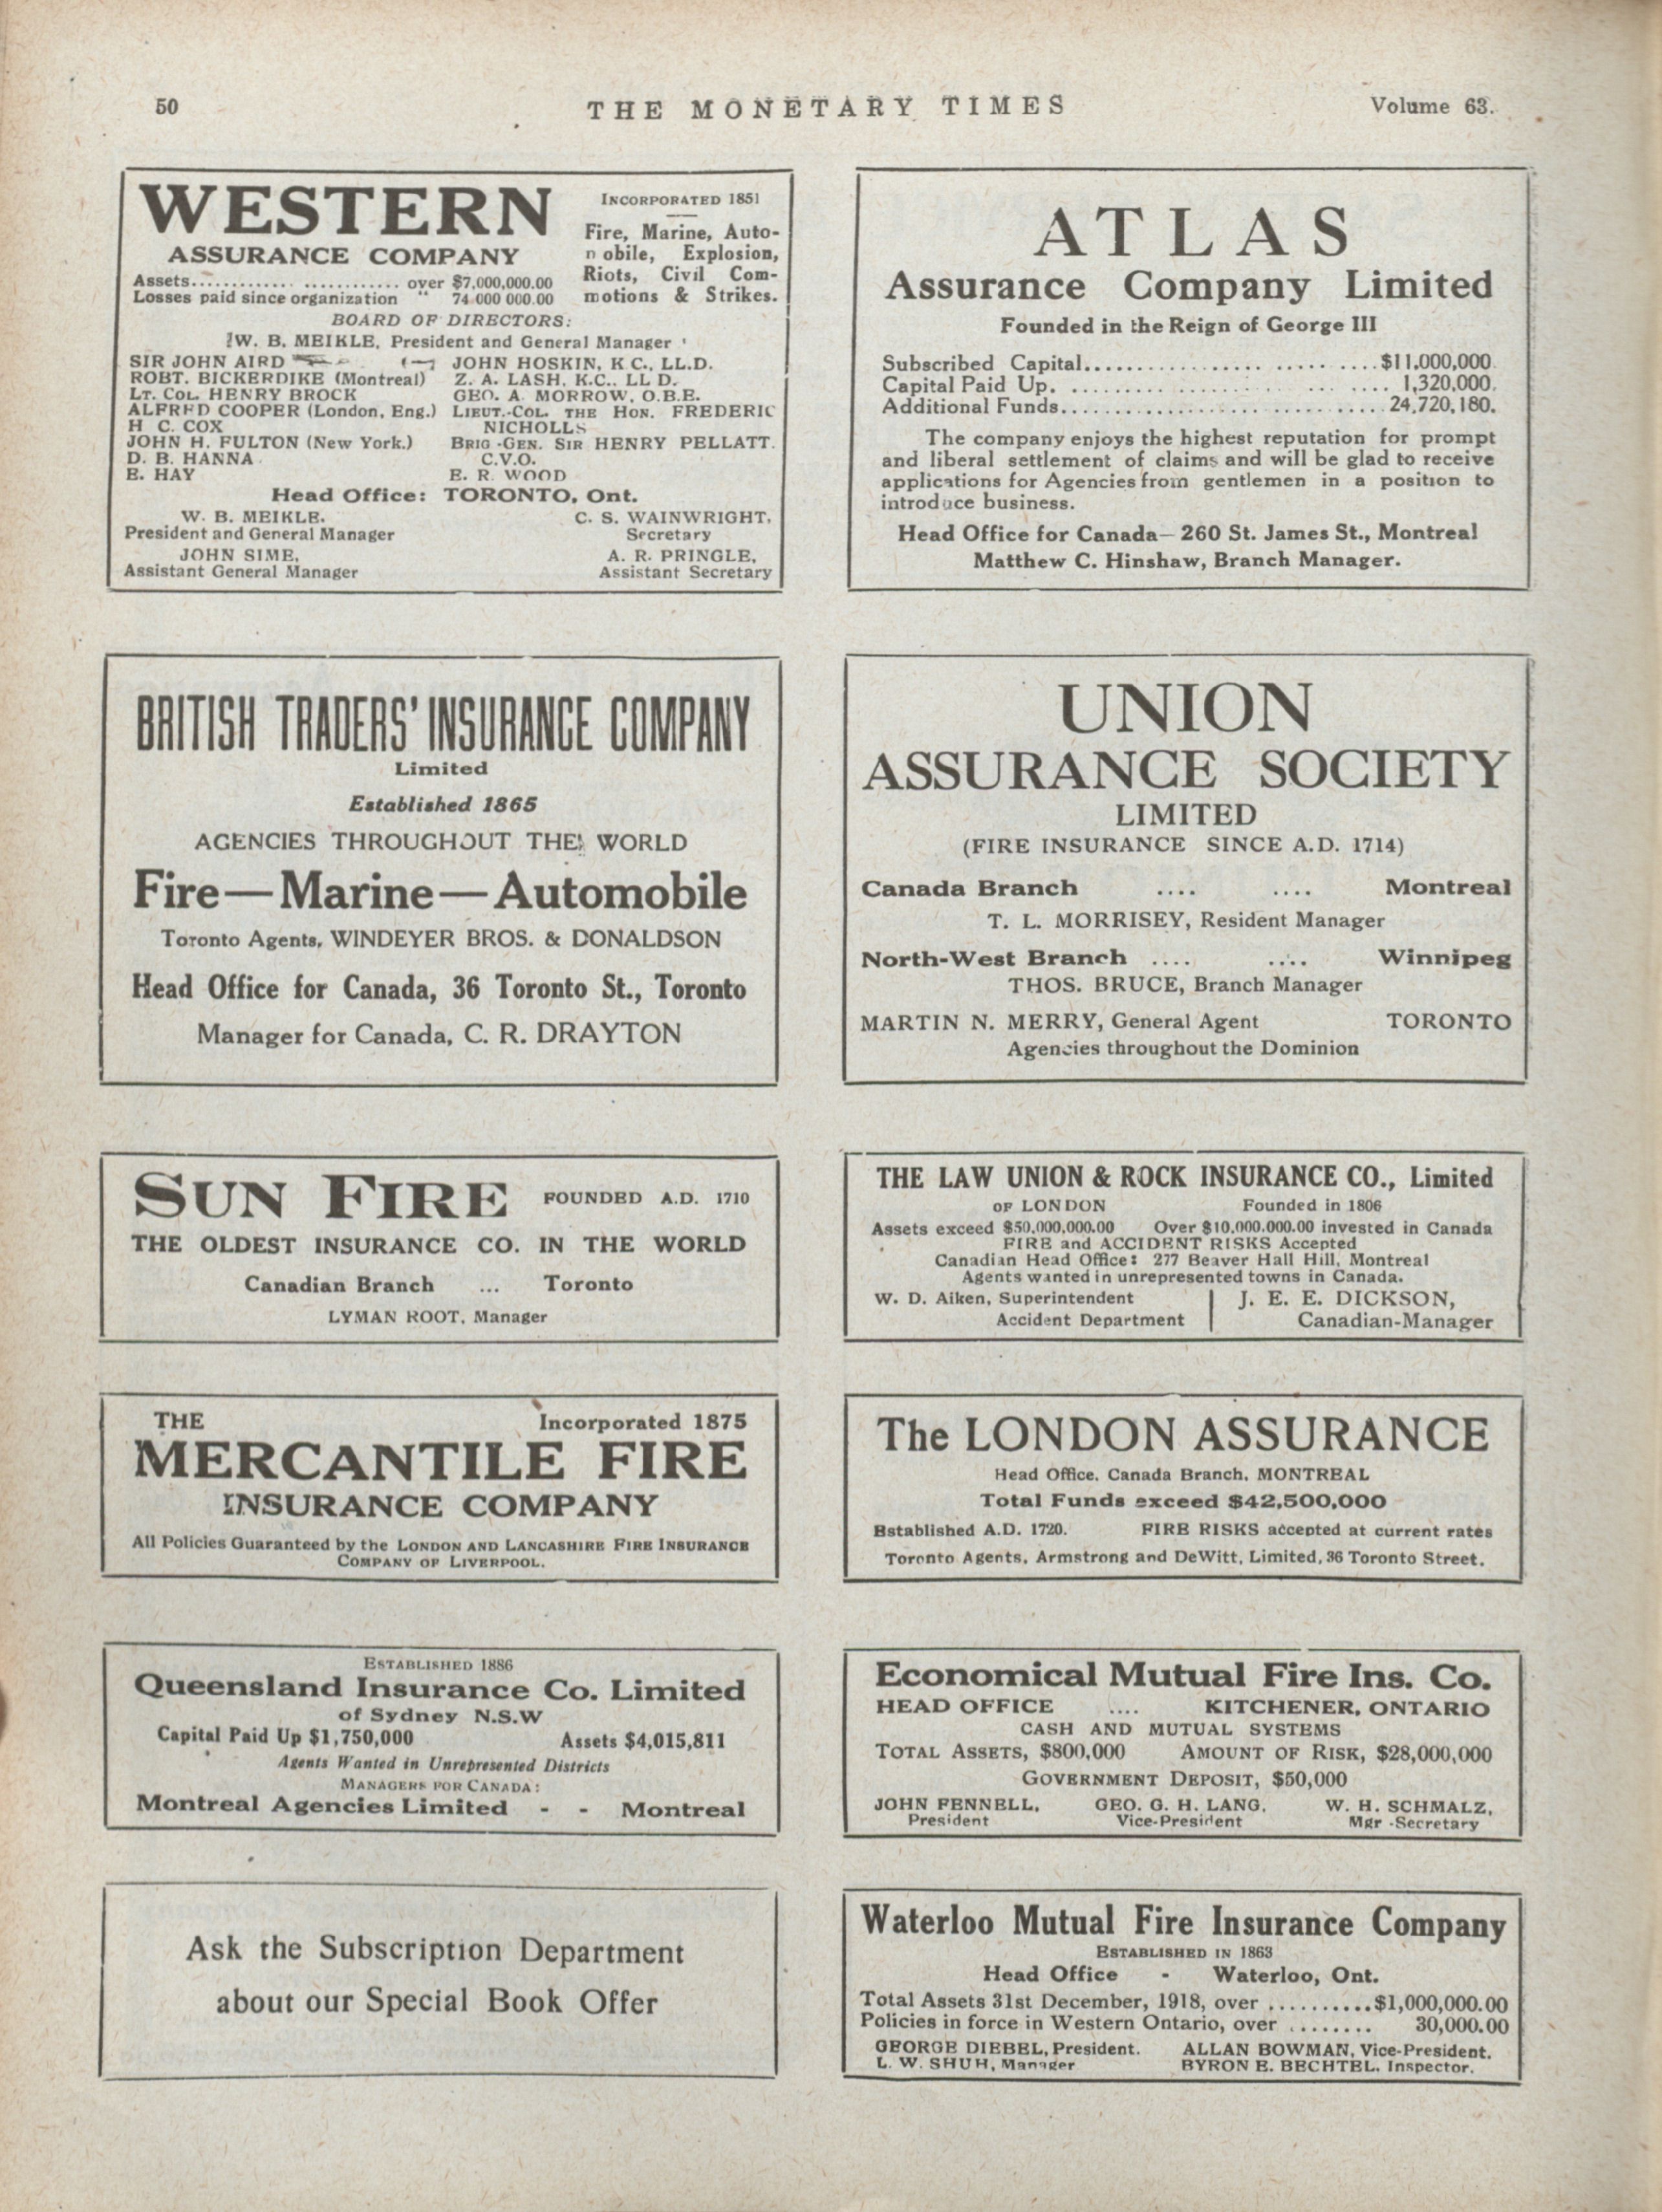 50
THE MONETARY TIMES
Volume 63.
WESTERN
ASSURANCE COMPANY
INCORPORATED 1851
Fire, Marine, Auto-
nobile, Explosion,
Riots, Civil Com-
motions & Strikes.
Assets........................ over $7,000,000.00
Losses paid since organization " 74 000 000.00
BOARD OF DIRECTORS:
W. B. MEIKLE, President and General Manager
SIR JOHN AIRD
ROBT. BICKERDIKE (Montreal)
LT. COL. HENRY BROCK
ALFRED COOPER (London, Eng.)
H C. COX
JOHN H. FULTON (New York.)
D. B. HANNA
E. HAY
JOHN HOSKIN, K C., LL.D.
Z. A. LASH, K.C., LL D.
GEO. A. MORROW, O.B.E.
LIEUT.-COL. THE HON. FREDERIC
NICHOLLS
BRIG-GEN. SIR HENRY PELLATT.
C.V.O.
E. R. WOOD
Head Office: TORONTO, Ont.
W. B. MEIKLE,
President and General Manager
JOHN SIME,
Assistant General Manager
C. S. WAINWRIGHT,
Secretary
A. R. PRINGLE,
Assistant Secretary
ATLAS
Assurance Company Limited
Founded in the Reign of George III
Subscribed Capital........................$11,000,000.
Capital Paid Up. ........................ 1,320,000.
Additional Funds........................24,720,180.
The company enjoys the highest reputation for prompt
and liberal settlement of claims and will be glad to receive
applications for Agencies from gentlemen in a position to
introduce business.
Head Office for Canada—260 St. James St., Montreal
Matthew C. Hinshaw, Branch Manager.
BRITISH TRADERS' INSURANCE COMPANY
Limited
Established 1865
AGENCIES THROUGHOUT THE WORLD
Fire—Marine—Automobile
Toronto Agents, WINDEYER BROS. & DONALDSON
Head Office for Canada, 36 Toronto St., Toronto
Manager for Canada, C. R. DRAYTON
UNION
ASSURANCE SOCIETY
LIMITED
(FIRE INSURANCE SINCE A.D. 1714)
Canada Branch .... .... Montreal
T. L. MORRISEY, Resident Manager
North-West Branch .... .... Winnipeg
THOS. BRUCE, Branch Manager
MARTIN N. MERRY, General Agent TORONTO
Agencies throughout the Dominion
SUN FIRE FOUNDED A.D. 1710
THE OLDEST INSURANCE CO. IN THE WORLD
Canadian Branch ... Toronto
LYMAN ROOT, Manager
THE LAW UNION & ROCK INSURANCE CO., Limited
OF LONDON Founded in 1806
Assets exceed $50,000,000.00 Over $10,000,000.00 invested in Canada
FIRE and ACCIDENT RISKS Accepted
Canadian Head Office: 277 Beaver Hall Hill, Montreal
Agents wanted in unrepresented towns in Canada.
W. D. Aiken, Superintendent
Accident Department
J. E. E. DICKSON,
Canadian-Manager
THE Incorporated 1875
MERCANTILE FIRE
INSURANCE COMPANY
All Policies Guaranteed by the LONDON AND LANCASHIRE FIRE INSURANCE
COMPANY OF LIVERPOOL.
The LONDON ASSURANCE
Head Office, Canada Branch, MONTREAL
Total Funds exceed $42,500,000
Established A.D. 1720. FIRE RISKS accepted at current rates
Toronto Agents, Armstrong and DeWitt, Limited, 36 Toronto Street.
ESTABLISHED 1886
Queensland Insurance Co. Limited
of Sydney N.S.W
Capital Paid Up $1,750,000 Assets $4,015,811
Agents Wanted in Unrepresented Districts
MANAGERS FOR CANADA:
Montreal Agencies Limited - - Montreal
Economical Mutual Fire Ins. Co.
HEAD OFFICE .... KITCHENER, ONTARIO
CASH AND MUTUAL SYSTEMS
TOTAL ASSETS, $800,000 AMOUNT OF RISK, $28,000,000
GOVERNMENT DEPOSIT, $50,000
JOHN FENNELL, GEO. G. H. LANG, W. H. SCHMALZ,
President Vice-President Mgr-Secretary
Ask the Subscription Department
about our Special Book Offer
Waterloo Mutual Fire Insurance Company
ESTABLISHED IN 1863
Head Office - Waterloo, Ont.
Total Assets 31st December, 1918, over ..........$1,000,000.00
Policies in force in Western Ontario, over ........ 30,000.00
GEORGE DIEBEL, President. ALLAN BOWMAN, Vice-President.
L. W. SHUH, Manager BYRON E. BECHTEL, Inspector.